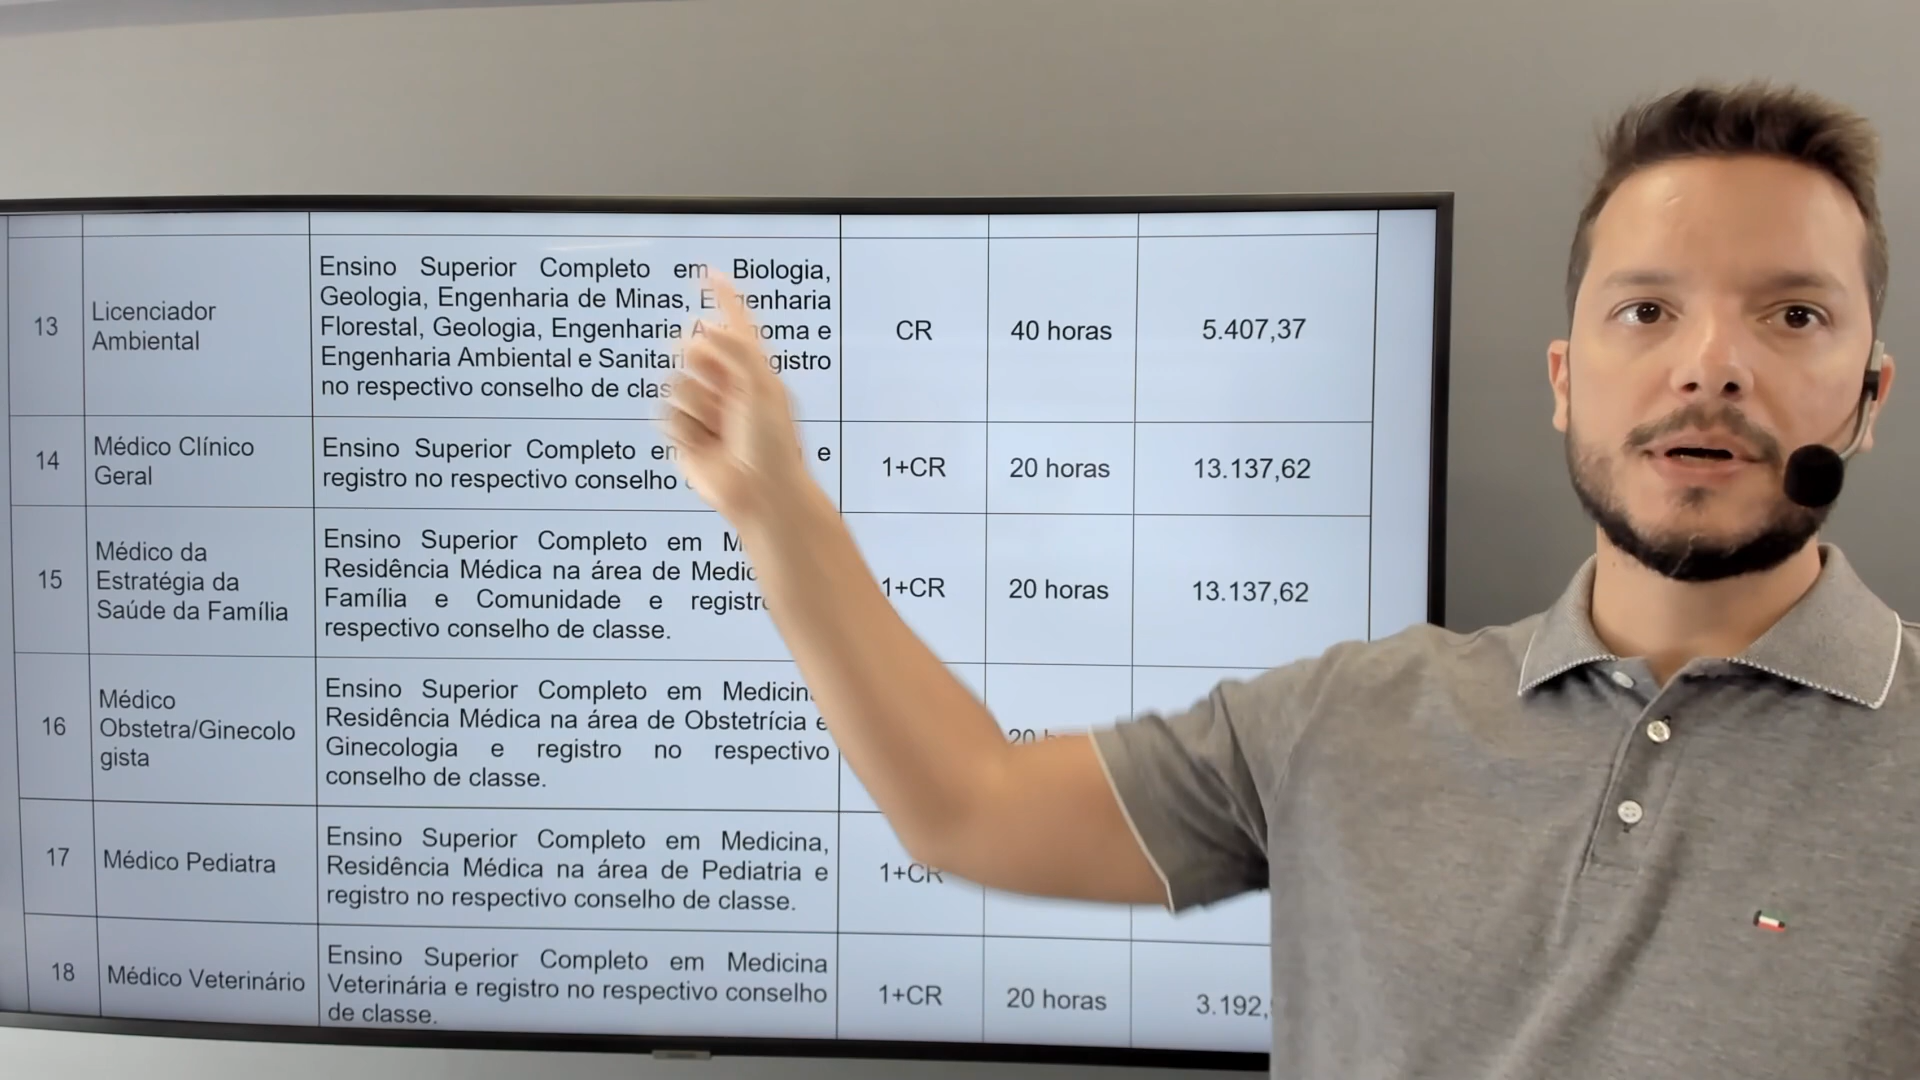 13
Licenciador
Ambiental
Ensino Superior Completo em Biologia,
Geologia, Engenharia de Minas, Engenharia
Florestal, Geologia, Engenharia e
Engenharia Ambiental e
no respectivo conselho de
CR
40 horas
5.407,37
14
Médico Clínico
Geral
Ensino Superior Completo e
registro no respectivo conselho
1+CR
20 horas
13.137,62
15
Médico da
Estratégia da
Saúde da Família
Ensino Superior Completo em
Residência Médica na área de
Família e Comunidade e
respectivo conselho de classe.
1+CR
20 horas
13.137,62
16
Médico
Obstetra/Ginecolo
gista
Ensino Superior Completo em
Residência Médica na área de Obstetrícia e
Ginecologia e registro no respectivo
conselho de classe.
20
17
Médico Pediatra
Ensino Superior Completo em Medicina,
Residência Médica na área de Pediatria e
registro no respectivo conselho de classe.
1+CR
18
Médico Veterinário
Ensino Superior Completo em Medicina
Veterinária e registro no respectivo conselho
de classe.
1+CR
20 horas
3.192,